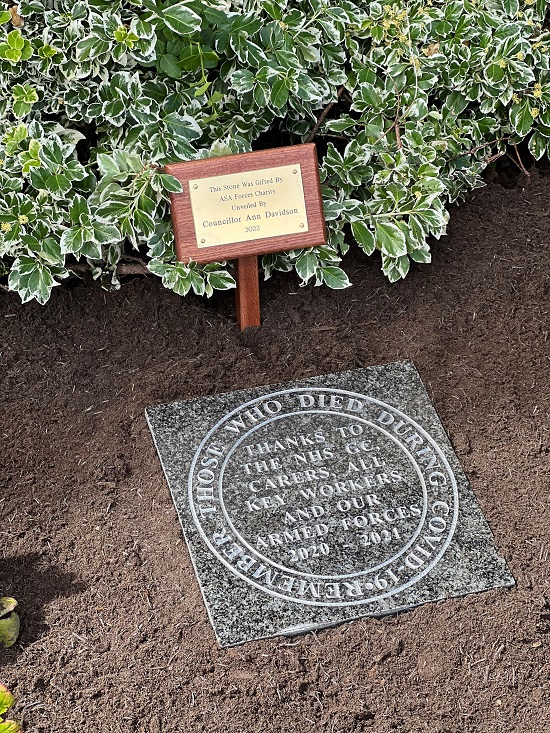 This Stone Was Gifted By
ASA Forces Charity
Unveiled By
Councillor Ann Davidson
2022
REMEMBER THOSE WHO DIED DURING COVID-19•
THANKS TO
THE NHS GC,
CARERS, ALL
KEY WORKERS,
AND OUR
ARMED FORCES
2020 - 2021